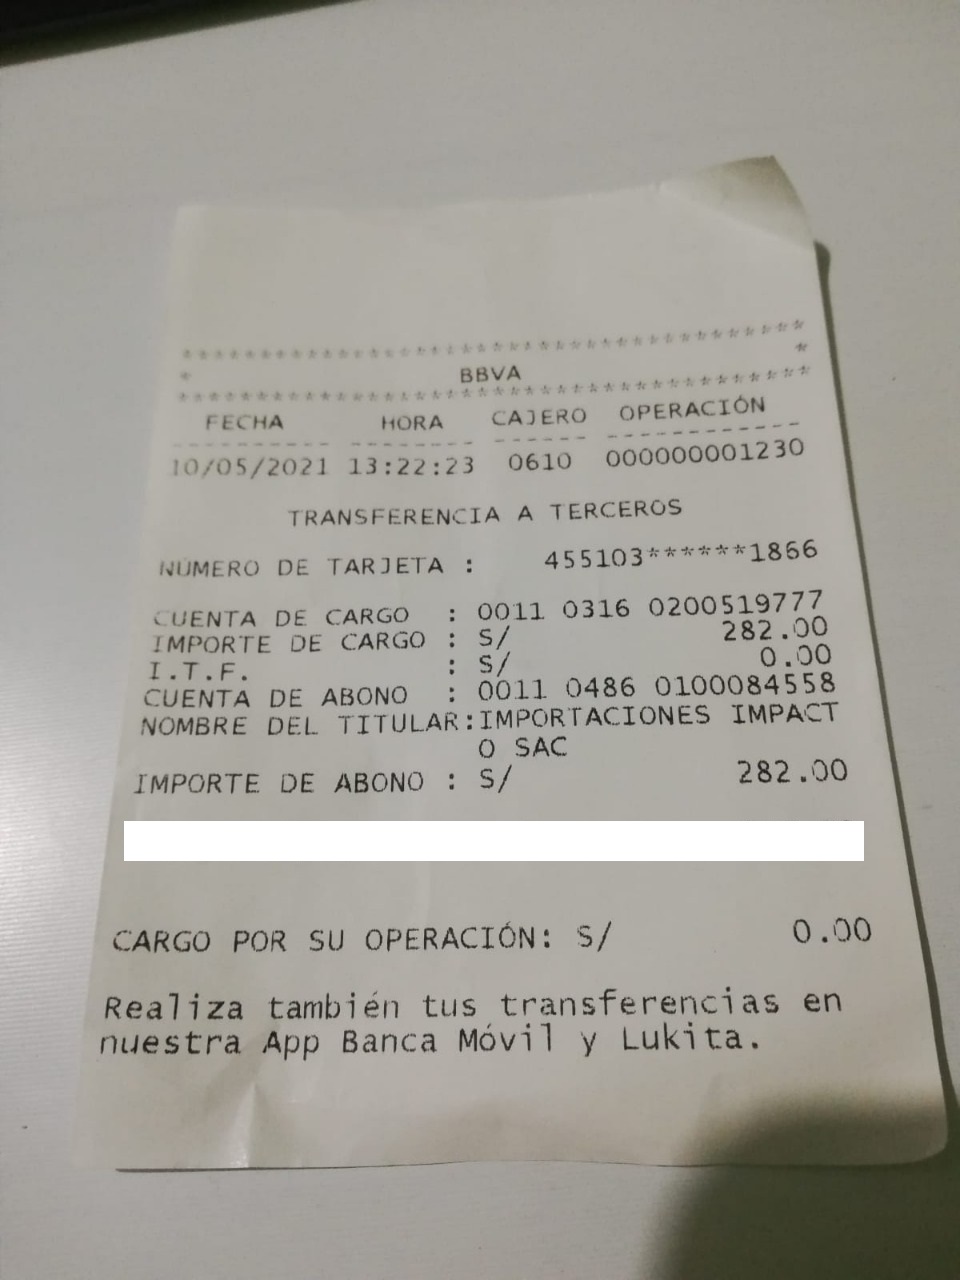 ****************************************
* BBVA *
****************************************
FECHA HORA CAJERO OPERACIÓN
---------- -------- ------ ------------
10/05/2021 13:22:23 0610 000000001230
TRANSFERENCIA A TERCEROS
NÚMERO DE TARJETA : 455103******1866
CUENTA DE CARGO : 0011 0316 0200519777
IMPORTE DE CARGO : S/ 282.00
I.T.F. : S/ 0.00
CUENTA DE ABONO : 0011 0486 0100084558
NOMBRE DEL TITULAR:IMPORTACIONES IMPACT
O SAC
IMPORTE DE ABONO : S/ 282.00
CARGO POR SU OPERACIÓN: S/ 0.00
Realiza también tus transferencias en
nuestra App Banca Móvil y Lukita.